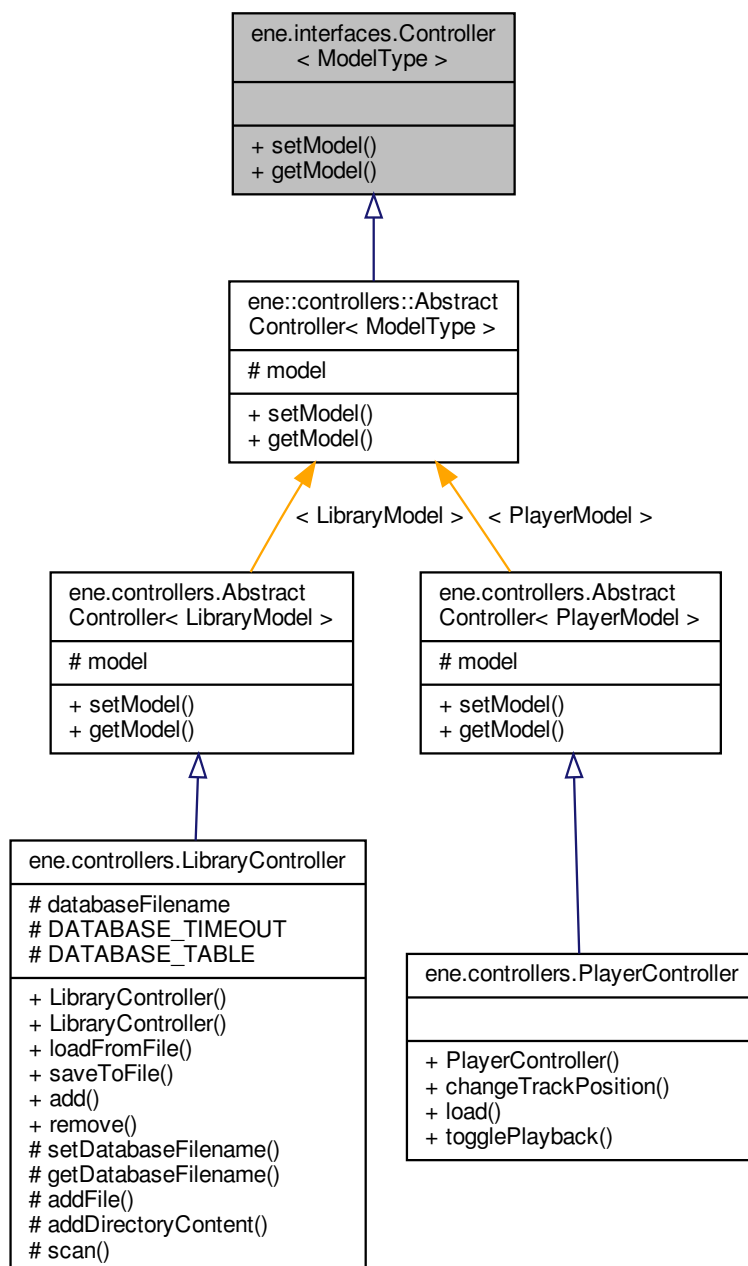 ene.interfaces.Controller
< ModelType >
+ setModel()
+ getModel()
ene::controllers::Abstract
Controller< ModelType >
# model
+ setModel()
+ getModel()
< LibraryModel >
< PlayerModel >
ene.controllers.Abstract
Controller< LibraryModel >
# model
+ setModel()
+ getModel()
ene.controllers.Abstract
Controller< PlayerModel >
# model
+ setModel()
+ getModel()
ene.controllers.LibraryController
# databaseFilename
# DATABASE_TIMEOUT
# DATABASE_TABLE
+ LibraryController()
+ LibraryController()
+ loadFromFile()
+ saveToFile()
+ add()
+ remove()
# setDatabaseFilename()
# getDatabaseFilename()
# addFile()
# addDirectoryContent()
# scan()
ene.controllers.PlayerController
+ PlayerController()
+ changeTrackPosition()
+ load()
+ togglePlayback()